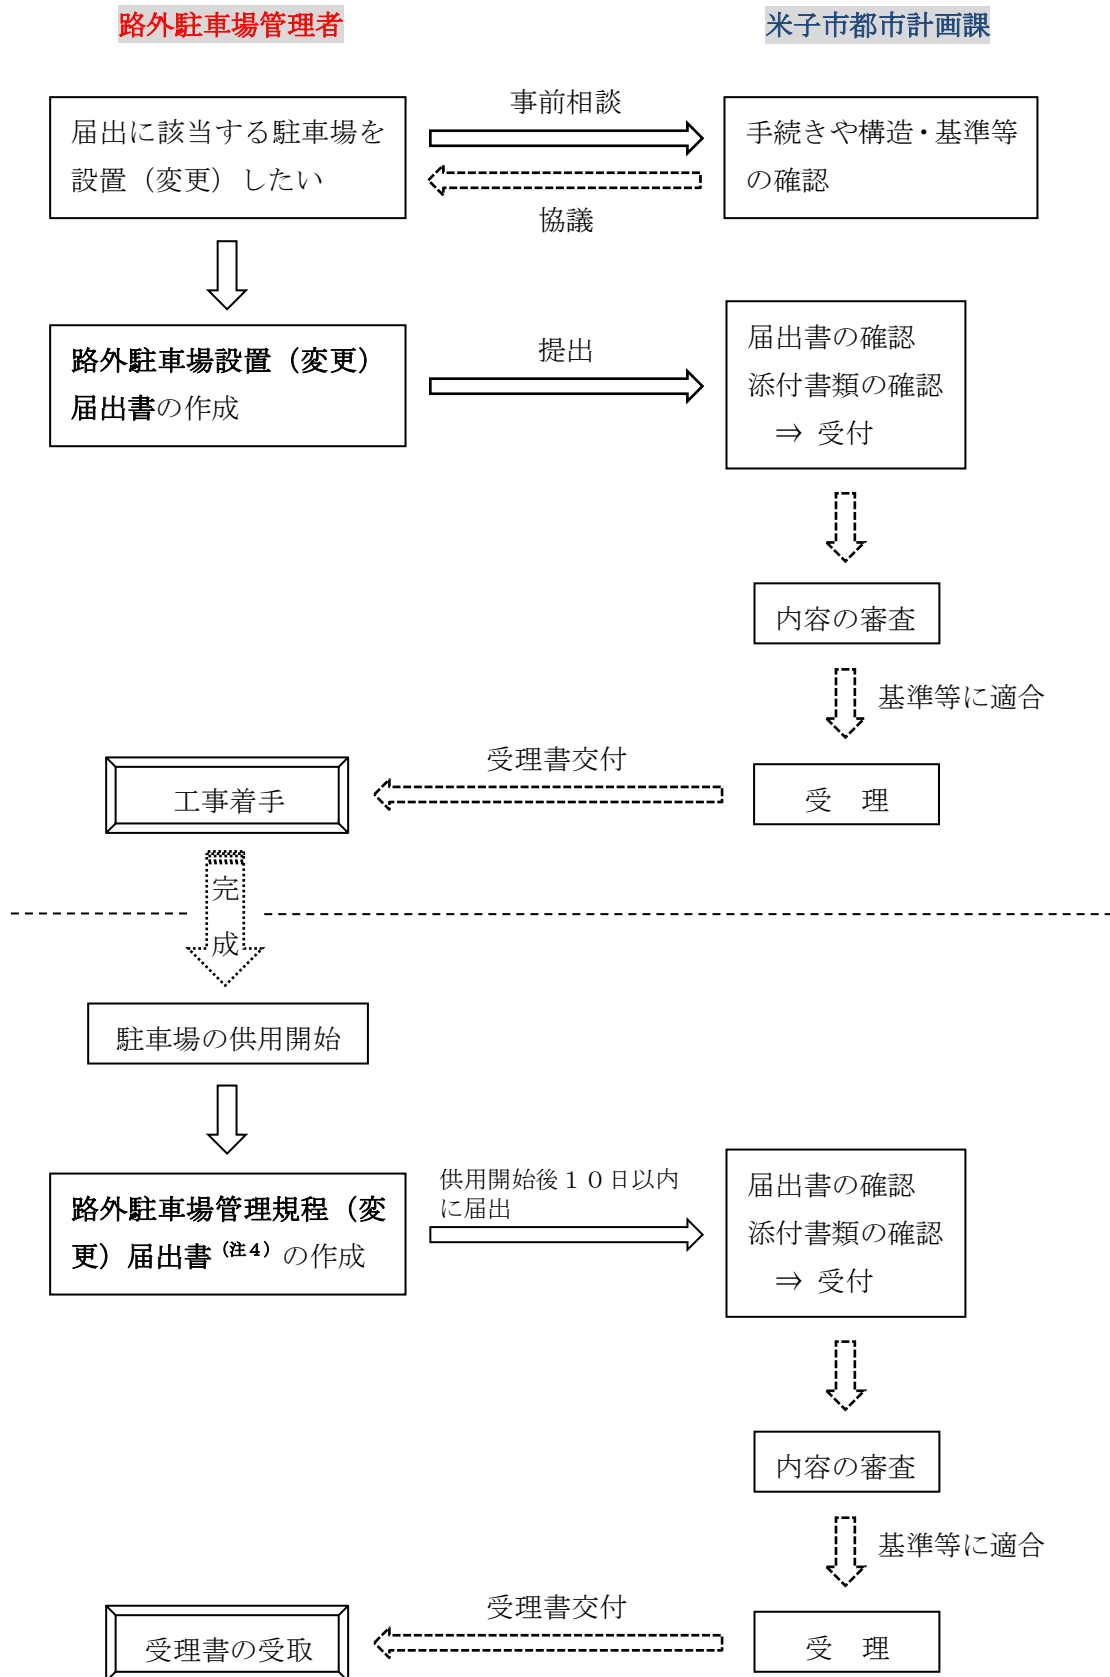 路外駐車場管理者
米子市都市計画課
届出に該当する駐車場を
設置（変更）したい
事前相談
協議
手続きや構造・基準等
の確認
路外駐車場設置（変更）
届出書の作成
提出
届出書の確認
添付書類の確認
⇒ 受付
内容の審査
基準等に適合
受　理
受理書交付
工事着手
完
成
駐車場の供用開始
路外駐車場管理規程（変
更）届出書（注４）の作成
供用開始後１０日以内
に届出
届出書の確認
添付書類の確認
⇒ 受付
内容の審査
基準等に適合
受　理
受理書交付
受理書の受取